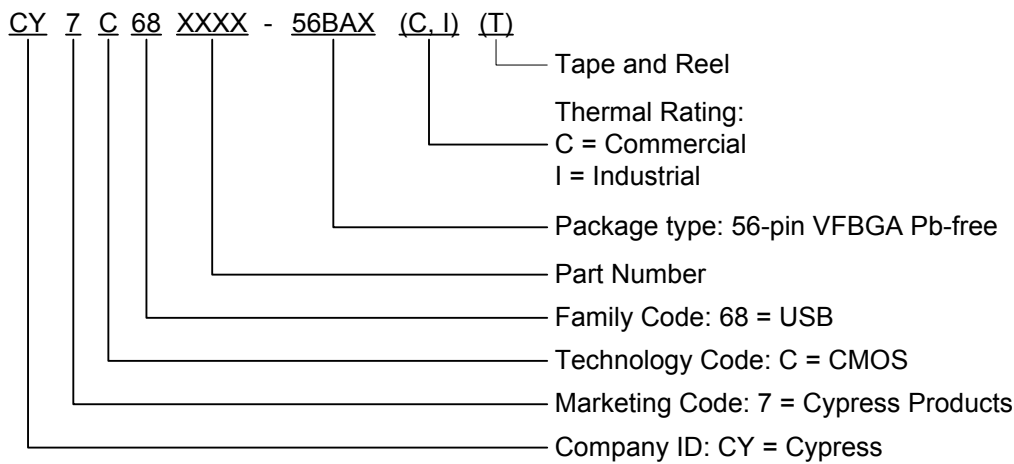 CY 7 C 68 XXXX - 56BAX (C, I) (T)
Tape and Reel
Thermal Rating:
C = Commercial
I = Industrial
Package type: 56-pin VFBGA Pb-free
Part Number
Family Code: 68 = USB
Technology Code: C = CMOS
Marketing Code: 7 = Cypress Products
Company ID: CY = Cypress